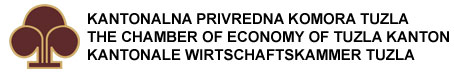 KANTONALNA PRIVREDNA KOMORA TUZLA
THE CHAMBER OF ECONOMY OF TUZLA KANTON
KANTONALE WIRTSCHAFTSKAMMER TUZLA